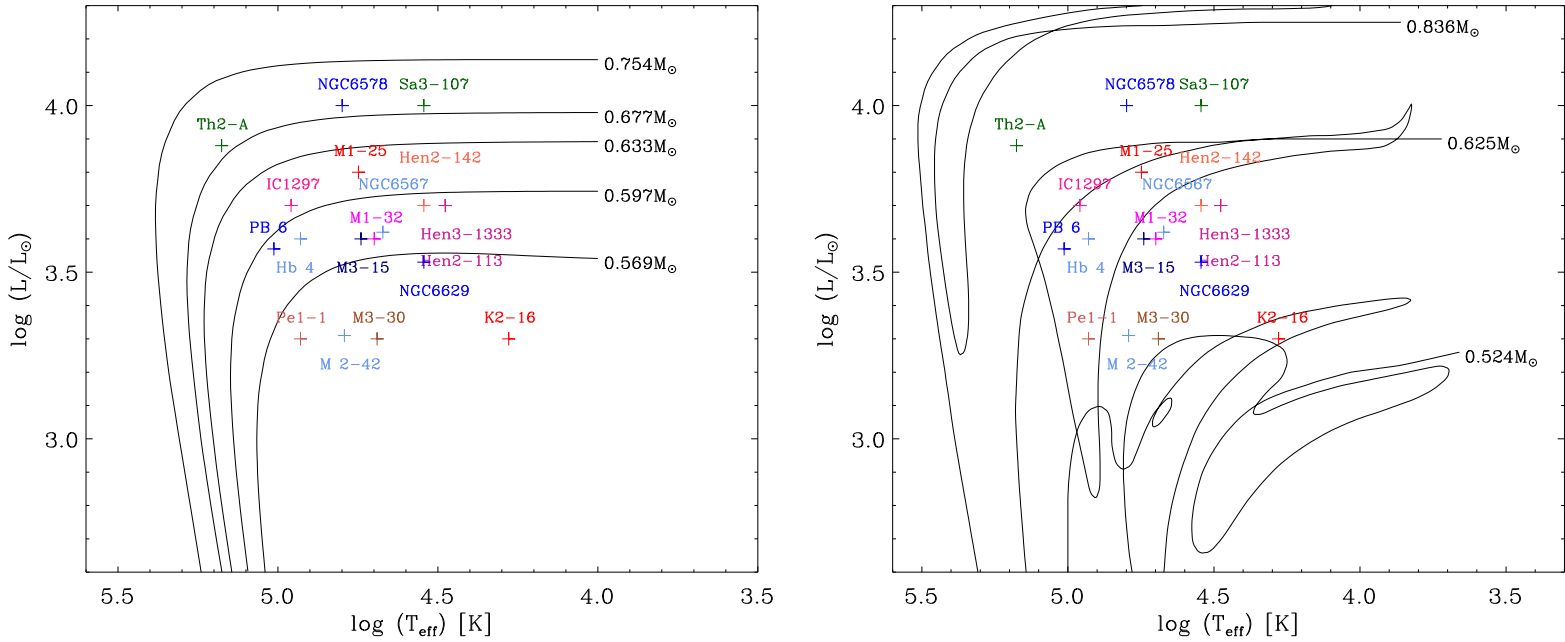 0.754M⊙
NGC6578 Sa3-107
4.0
0.677M⊙
Th2-A
0.633M⊙
M1-25
Hen2-142
IC1297
NGC6567
0.597M⊙
M1-32
PB 6
Hen3-1333
3.5
Hb 4
M3-15
Hen2-113
0.569M⊙
NGC6629
Pe1-1
M3-30
K2-16
M 2-42
3.0
log (L/L⊙)
5.5 5.0 4.5 4.0 3.5
log (Teff) [K]
0.836M⊙
NGC6578 Sa3-107
4.0
Th2-A
0.625M⊙
M1-25
Hen2-142
IC1297
NGC6567
M1-32
PB 6
Hen3-1333
3.5
Hb 4
M3-15
Hen2-113
NGC6629
Pe1-1
M3-30
K2-16
0.524M⊙
M 2-42
3.0
log (L/L⊙)
5.5 5.0 4.5 4.0 3.5
log (Teff) [K]